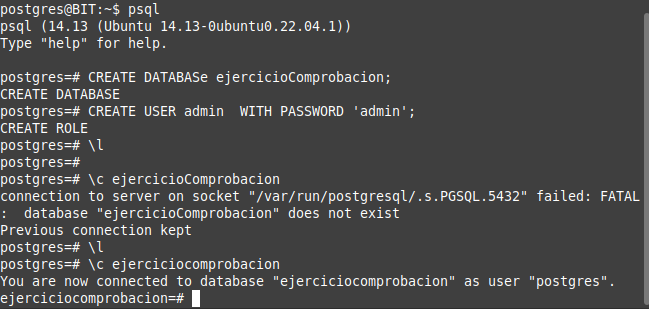 postgres@BIT:~$ psql
psql (14.13 (Ubuntu 14.13-0ubuntu0.22.04.1))
Type "help" for help.
postgres=# CREATE DATABASe ejercicioComprobacion;
CREATE DATABASE
postgres=# CREATE USER admin  WITH PASSWORD 'admin';
CREATE ROLE
postgres=# \l
postgres=#
postgres=# \c ejercicioComprobacion
connection to server on socket "/var/run/postgresql/.s.PGSQL.5432" failed: FATAL
:  database "ejercicioComprobacion" does not exist
Previous connection kept
postgres=# \l
postgres=# \c ejerciciocomprobacion
You are now connected to database "ejerciciocomprobacion" as user "postgres".
ejerciciocomprobacion=#